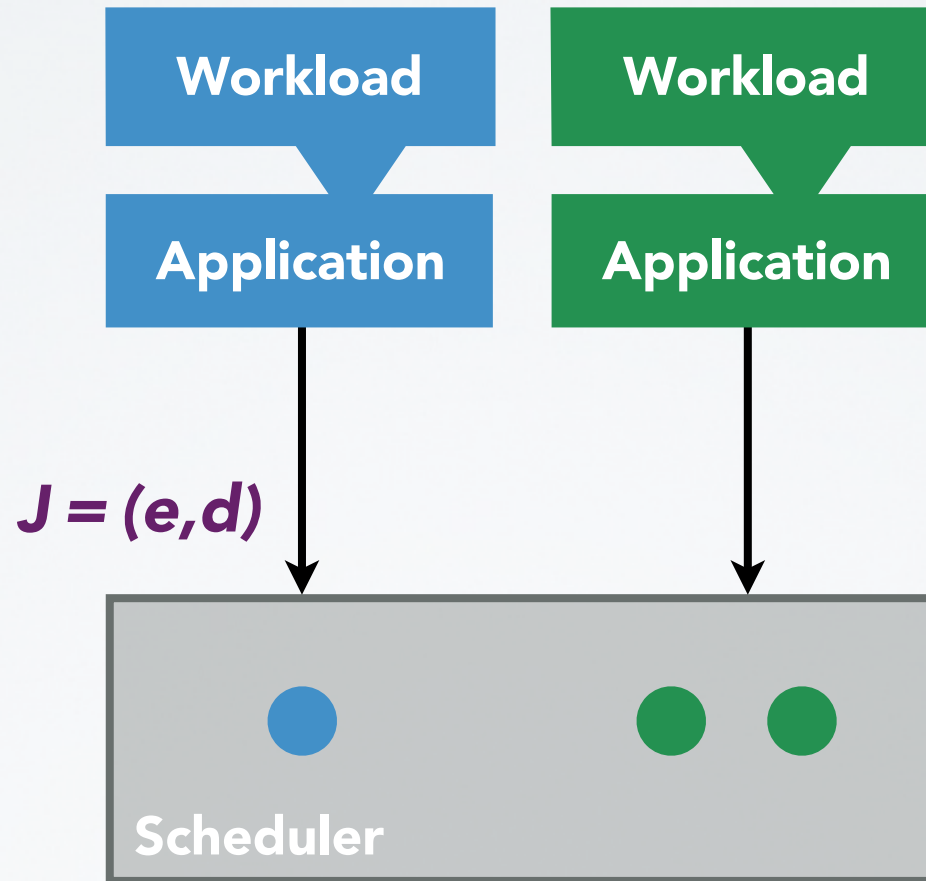 Workload
Workload
Application
Application
J = (e,d)
Scheduler